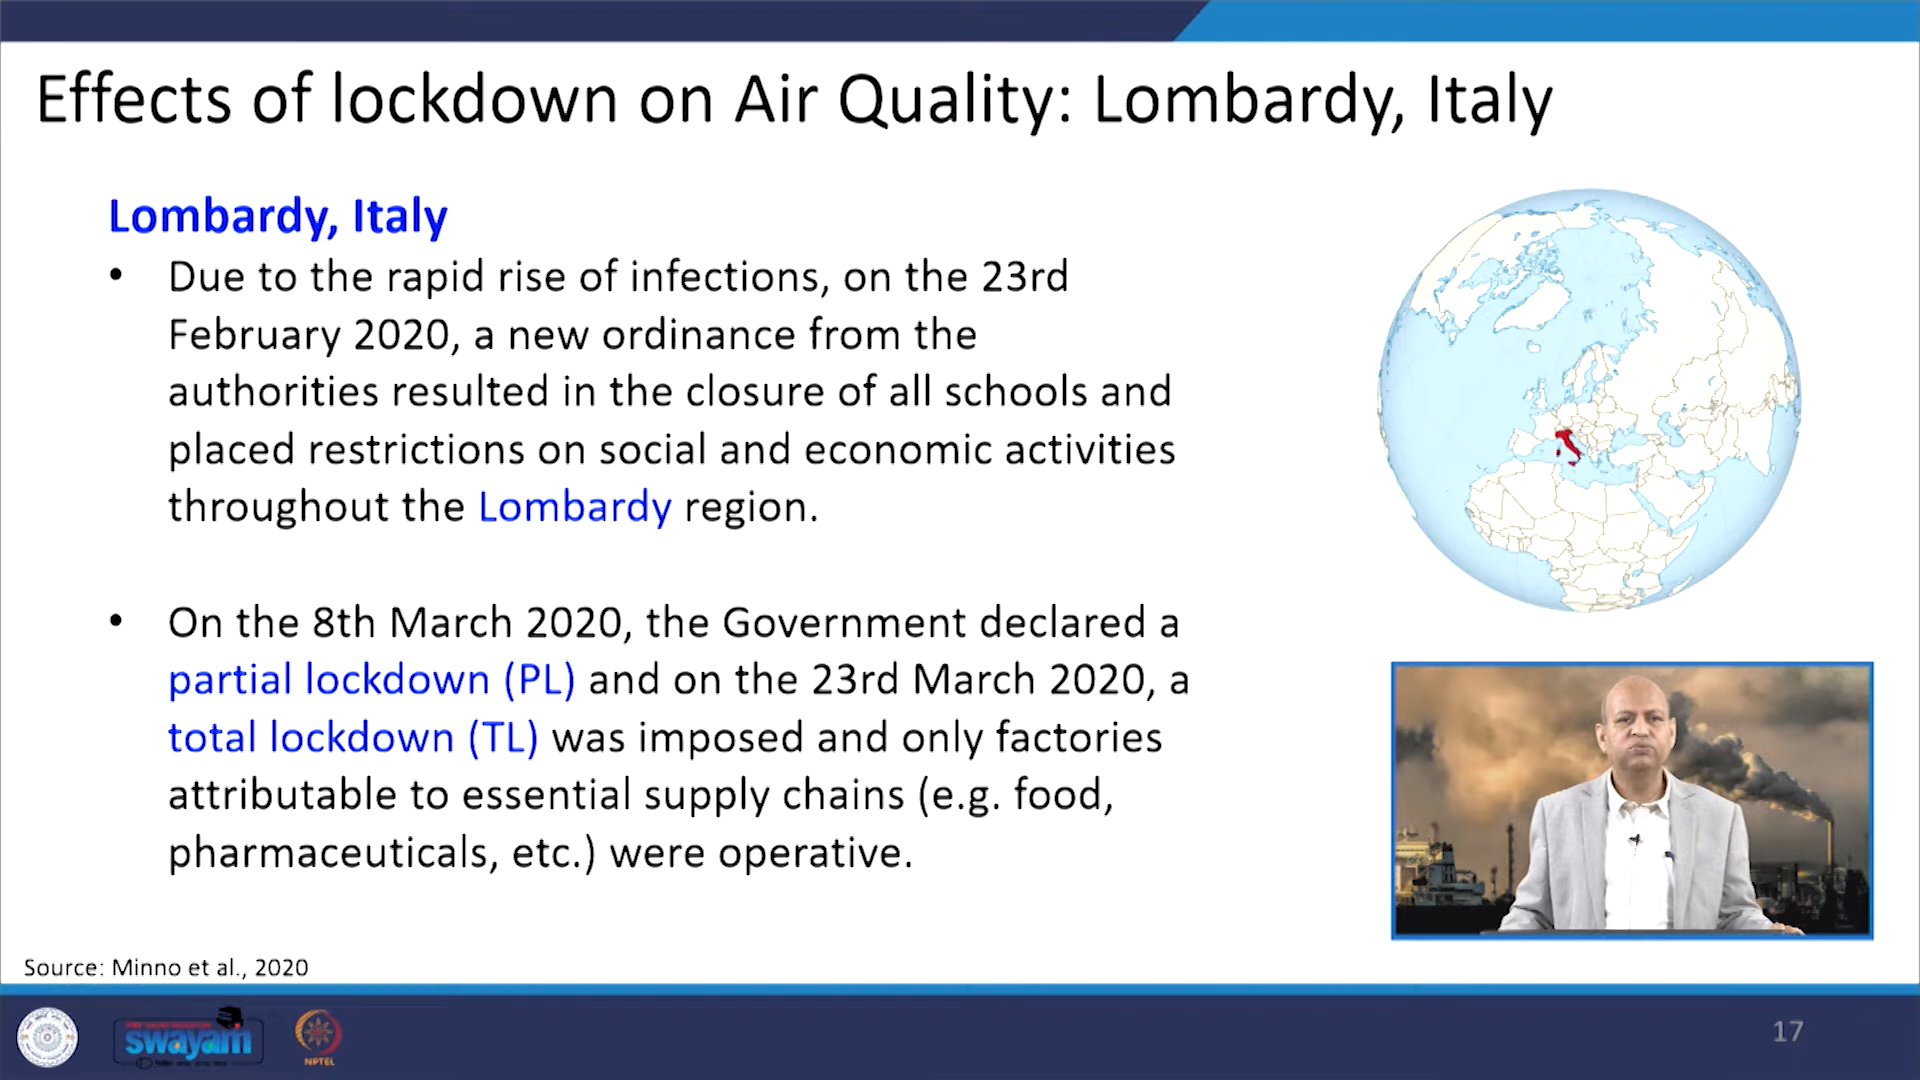 Effects of lockdown on Air Quality: Lombardy, Italy
Lombardy, Italy
• Due to the rapid rise of infections, on the 23rd
February 2020, a new ordinance from the
authorities resulted in the closure of all schools and
placed restrictions on social and economic activities
throughout the Lombardy region.
• On the 8th March 2020, the Government declared a
partial lockdown (PL) and on the 23rd March 2020, a
total lockdown (TL) was imposed and only factories
attributable to essential supply chains (e.g. food,
pharmaceuticals, etc.) were operative.
Source: Minno et al., 2020
swayam
NPTEL
17